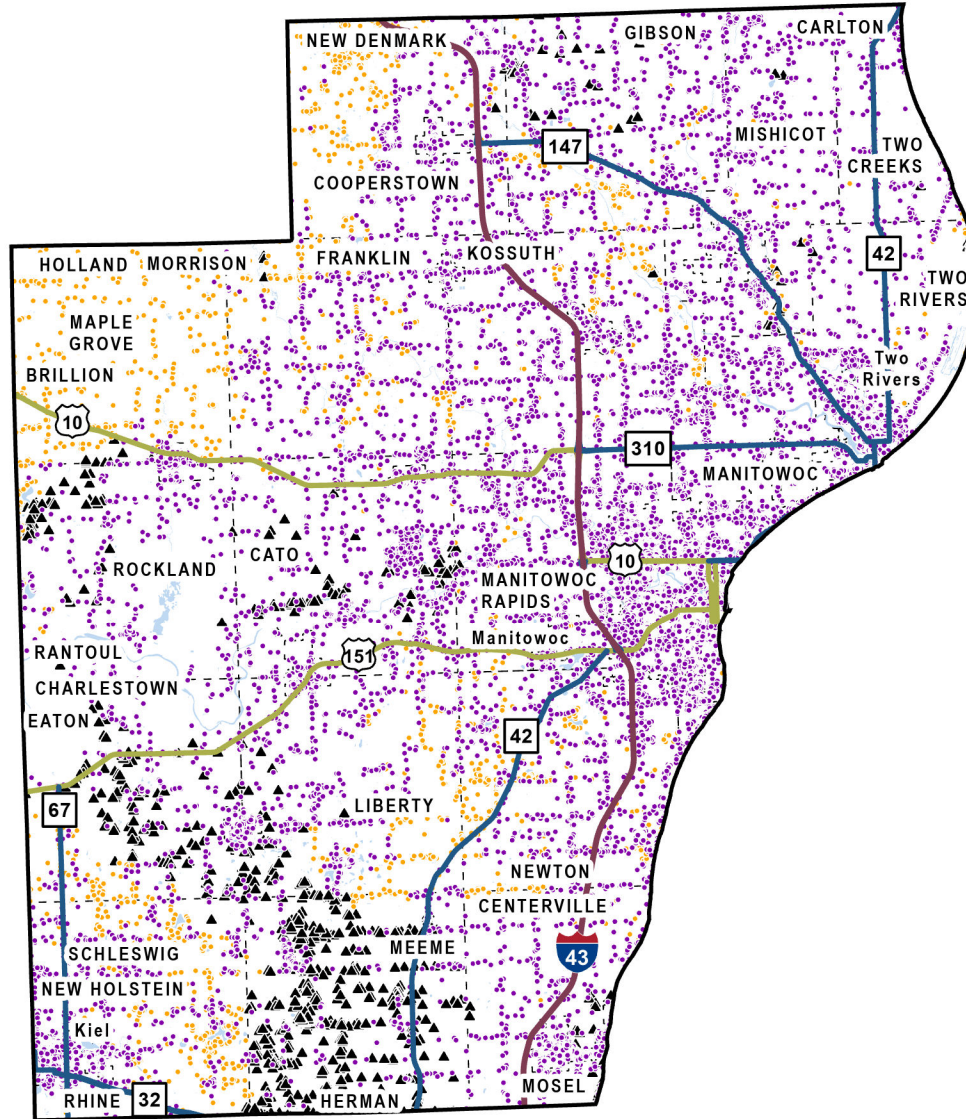 NEW DENMARK
GIBSON
CARLTON
147
MISHICOT
TWO
CREEKS
COOPERSTOWN
HOLLAND
MORRISON
FRANKLIN
KOSSUTH
42
TWO
RIVERS
MAPLE
GROVE
BRILLION
Two
Rivers
10
310
MANITOWOC
CATO
ROCKLAND
10
MANITOWOC
RAPIDS
Manitowoc
RANTOUL
151
CHARLESTOWN
EATON
42
67
LIBERTY
NEWTON
CENTERVILLE
SCHLESWIG
MEEME
43
NEW HOLSTEIN
Kiel
RHINE
32
HERMAN
MOSEL